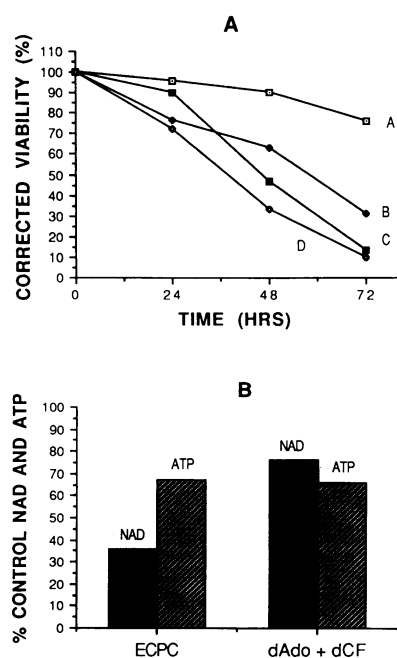 A
CORRECTED VIABILITY (%)
110
100
90
80
70
60
50
40
30
20
10
0
A
B
C
D
0 24 48 72
TIME (HRS)
B
% CONTROL NAD AND ATP
100
90
80
70
60
50
40
30
20
10
0
NAD
ATP
NAD
ATP
ECPC dAdo + dCF